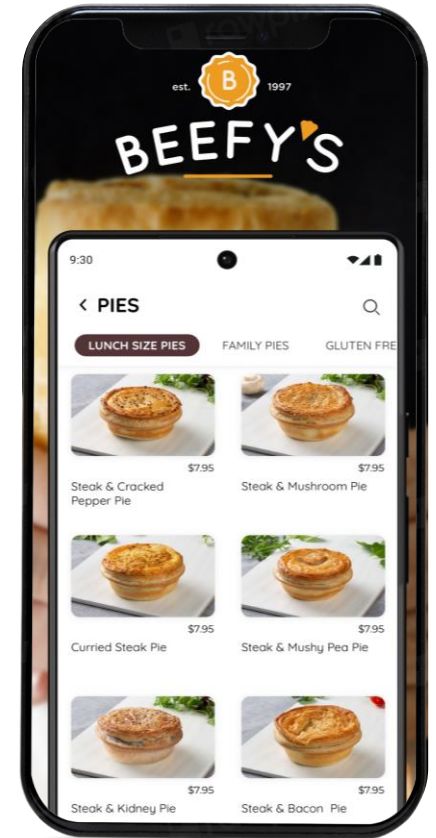 est. B 1997
BEEFY'S
9:30
PIES
LUNCH SIZE PIES FAMILY PIES GLUTEN FRE
$7.95 $7.95
Steak & Cracked Steak & Mushroom Pie
Pepper Pie
$7.95 $7.95
Curried Steak Pie Steak & Mushy Pea Pie
$7.95 $7.95
Steak & Kidney Pie Steak & Bacon Pie